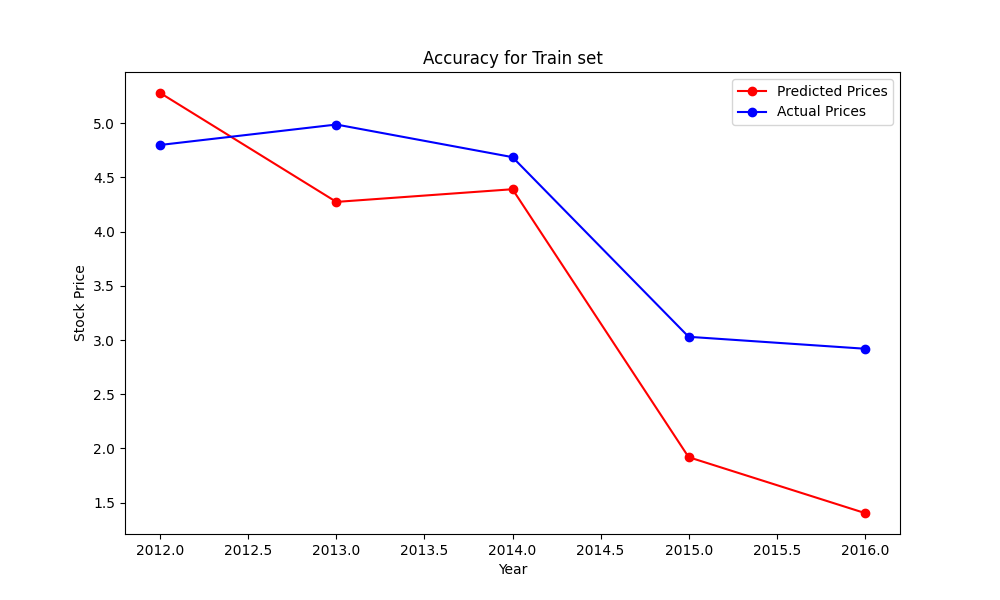 Accuracy for Train set
Predicted Prices
Actual Prices
5.0
4.5
4.0
3.5
3.0
2.5
2.0
1.5
Stock Price
2012.0 2012.5 2013.0 2013.5 2014.0 2014.5 2015.0 2015.5 2016.0
Year